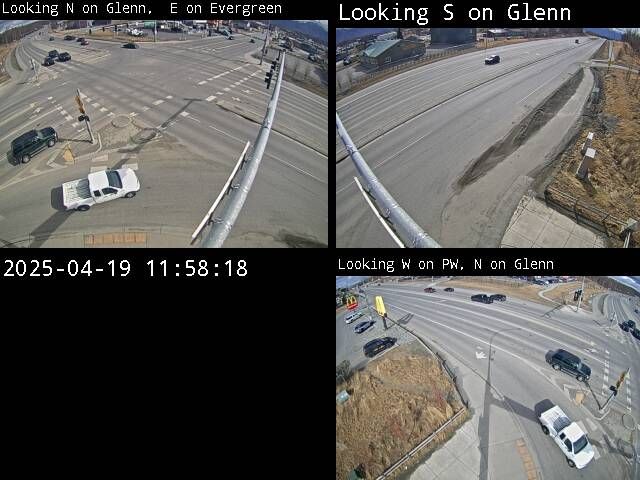 Looking N on Glenn, E on Evergreen
Looking S on Glenn
2025-04-19 11:58:18
Looking W on PW, N on Glenn